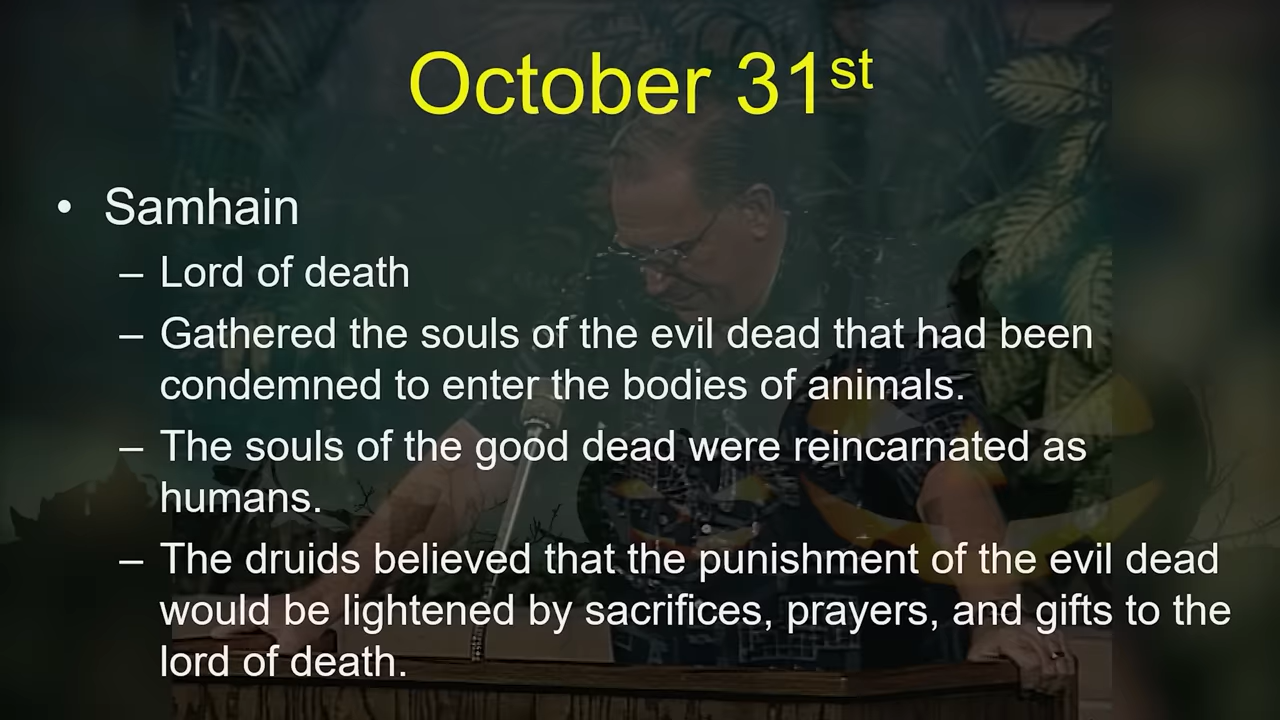 October 31st
• Samhain
– Lord of death
– Gathered the souls of the evil dead that had been
condemned to enter the bodies of animals.
– The souls of the good dead were reincarnated as
humans.
– The druids believed that the punishment of the evil dead
would be lightened by sacrifices, prayers, and gifts to the
lord of death.